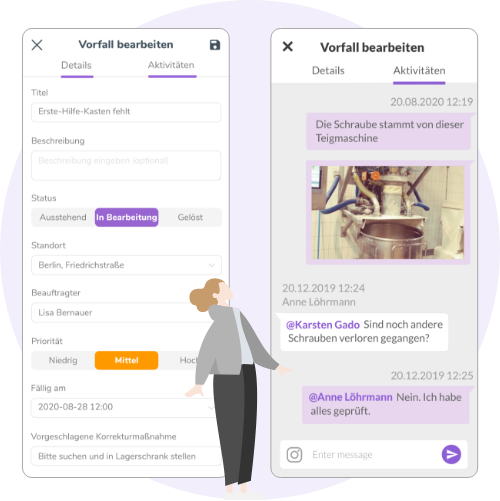 Vorfall bearbeiten
Details
Aktivitäten
Titel
Erste-Hilfe-Kasten fehlt
Beschreibung
Beschreibung eingeben (optional)
Status
Ausstehend
In Bearbeitung
Gelöst
Standort
Berlin, Friedrichstraße
Beauftragter
Lisa Bernauer
Priorität
Niedrig
Mittel
Fällig am
2020-08-28 12:00
Vorgeschlagene Korrekturmaßnahme
Bitte suchen und in Lagerschrank stellen
Vorfall bearbeiten
Details
Aktivitäten
20.08.2020 12:19
Die Schraube stammt von dieser
Teigmaschine
20.12.2019 12:24
Anne Löhrmann
@Karsten Gado Sind noch andere
Schrauben verloren gegangen?
20.12.2019 12:25
@Anne Löhrmann Nein. Ich habe
alles geprüft.
Enter message